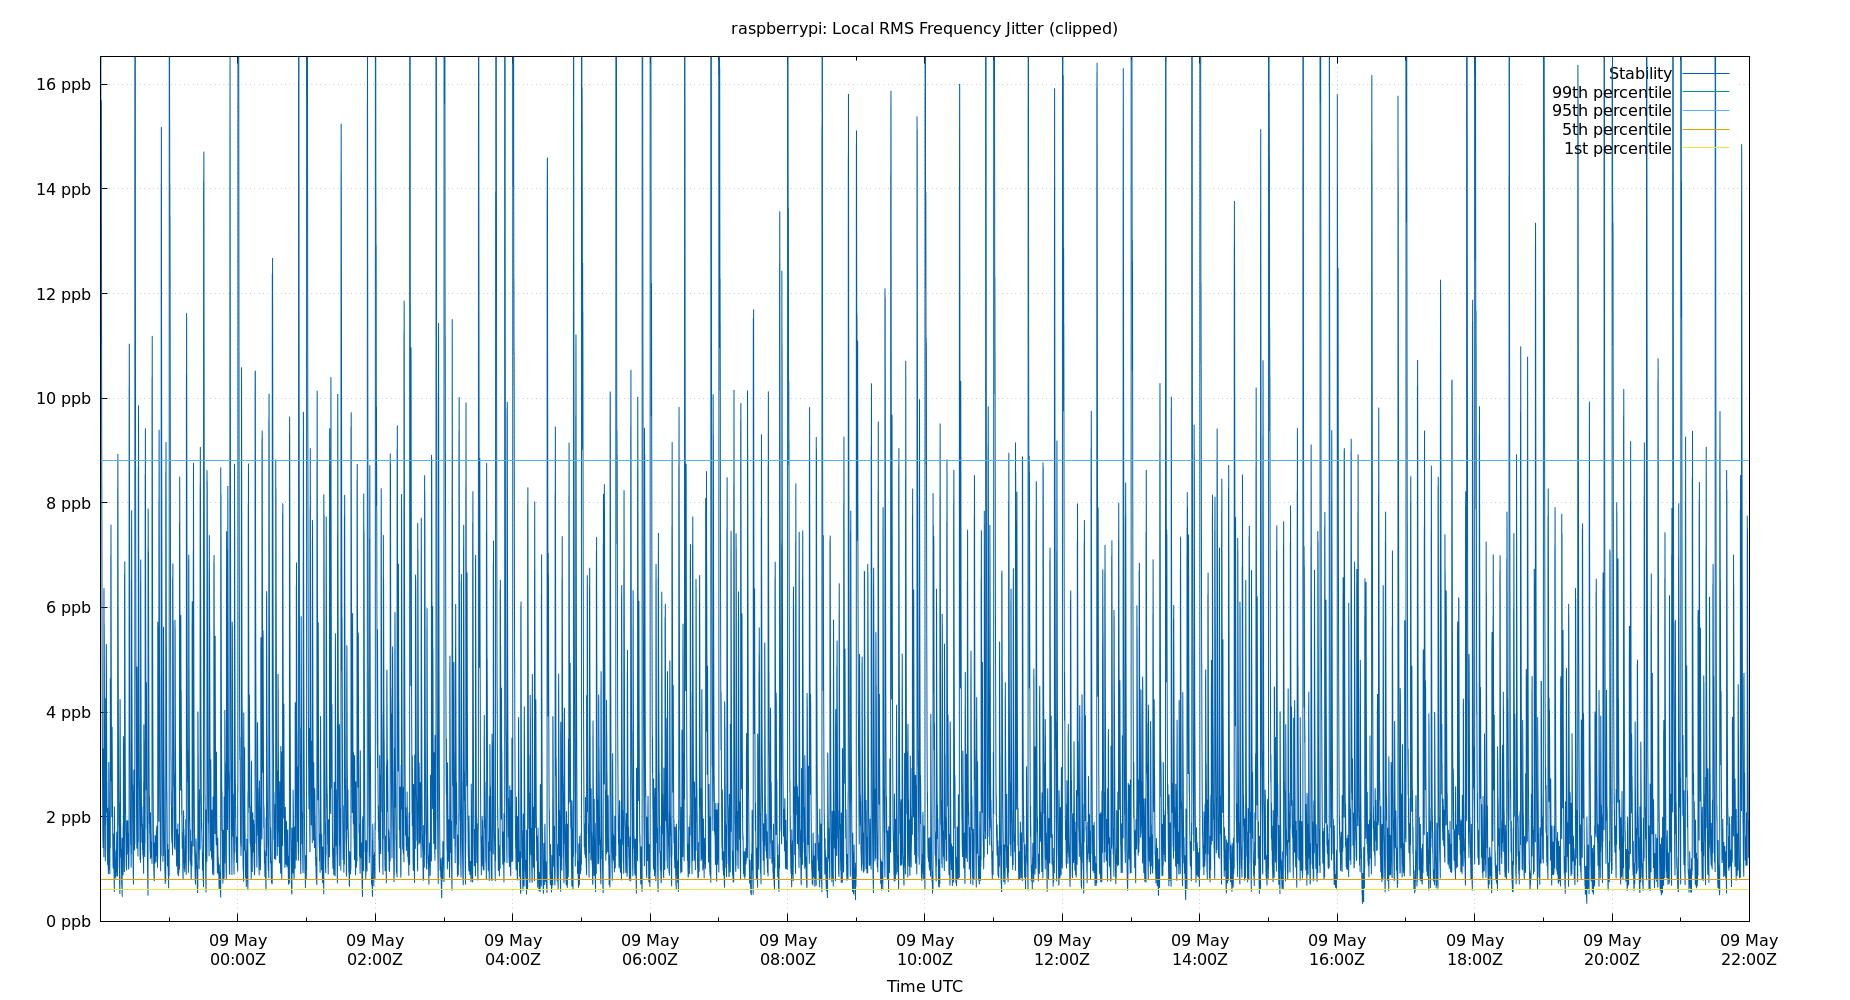 raspberrypi: Local RMS Frequency Jitter (clipped)
16 ppb
14 ppb
12 ppb
10 ppb
8 ppb
6 ppb
4 ppb
2 ppb
0 ppb
Stability
99th percentile
95th percentile
5th percentile
1st percentile
09 May 09 May 09 May 09 May 09 May 09 May 09 May 09 May 09 May 09 May 09 May 09 May
00:00Z 02:00Z 04:00Z 06:00Z 08:00Z 10:00Z 12:00Z 14:00Z 16:00Z 18:00Z 20:00Z 22:00Z
Time UTC